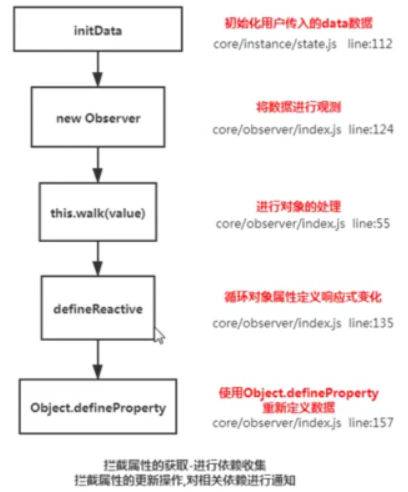 initData
初始化用户传入的data数据
core/instance/state.js line:112
new Observer
将数据进行观测
core/observer/index.js line:124
this.walk(value)
进行对象的处理
core/observer/index.js line:55
defineReactive
循环对象属性定义响应式变化
core/observer/index.js line:135
Object.defineProperty
使用Object.defineProperty
重新定义数据
core/observer/index.js line:157
拦截属性的获取-进行依赖收集
拦截属性的更新操作,对相关依赖进行通知